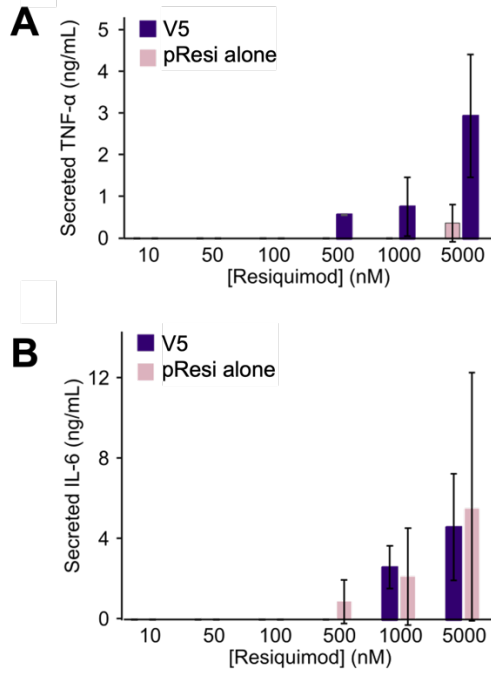 A
V5
pResi alone
Secreted TNF-α (ng/mL)
5
4
3
2
1
0
10 50 100 500 1000 5000
[Resiquimod] (nM)
B
V5
pResi alone
Secreted IL-6 (ng/mL)
12
8
4
0
10 50 100 500 1000 5000
[Resiquimod] (nM)